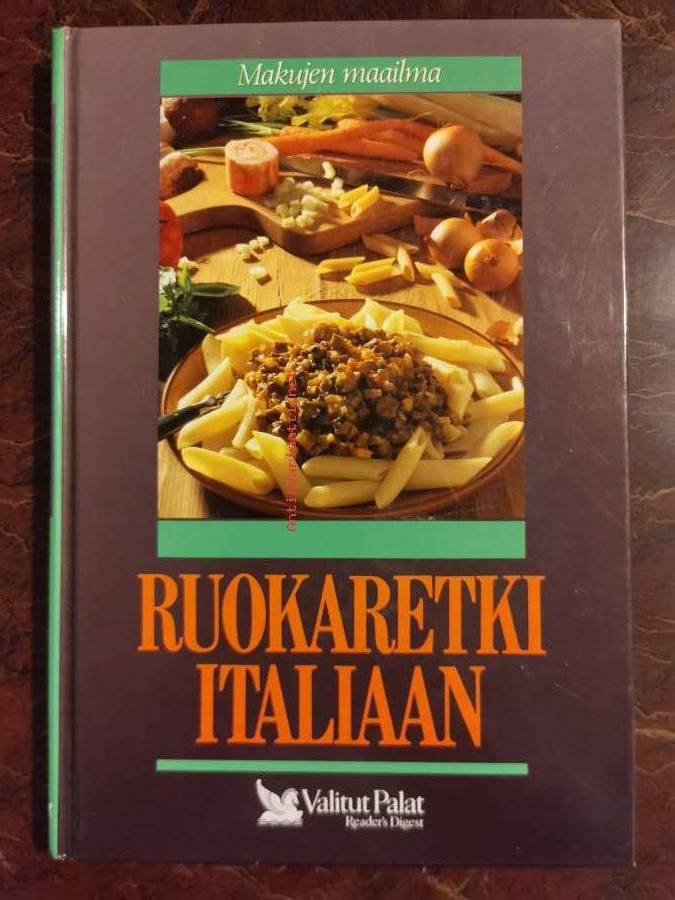 Makujen maailma
RUOKARETKI
ITALIAAN
Valitut Palat
Reader's Digest